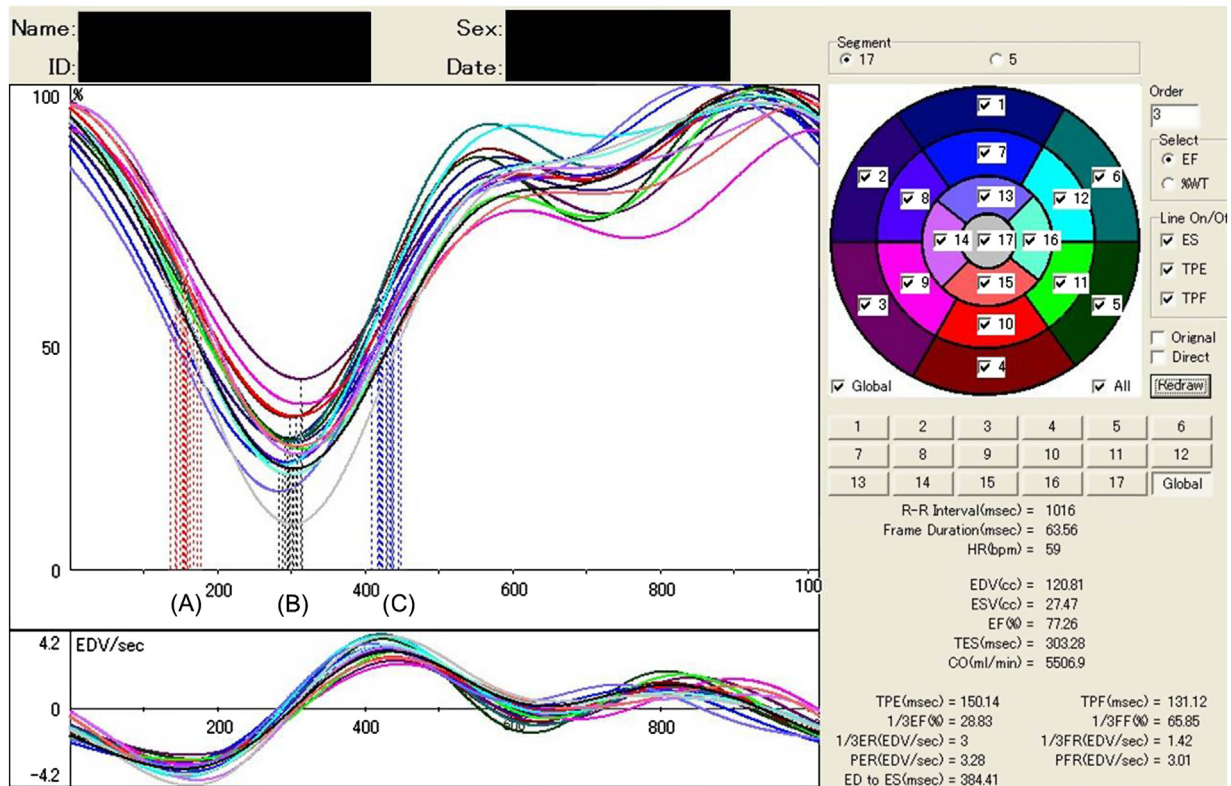 Name:
Sex:
ID:
Date:
100 %
50
0
200
400
600
800
100
(A)
(B)
(C)
4.2
EDV/sec
0
200
400
600
800
-4.2
Segment
17
5
1
2
6
7
8
12
13
14
17
16
3
9
15
11
5
10
4
Global
All
Order
3
Select
EF
%WT
Line On/Of
ES
TPE
TPF
Orignal
Direct
Redraw
1 2 3 4 5 6
7 8 9 10 11 12
13 14 15 16 17 Global
R-R Interval(msec) = 1016
Frame Duration(msec) = 63.56
HR(bpm) = 59
EDV(cc) = 120.81
ESV(cc) = 27.47
EF(%) = 77.26
TES(msec) = 303.28
CO(ml/min) = 5506.9
TPE(msec) = 150.14 TPF(msec) = 131.12
1/3EF(%) = 28.83 1/3FF(%) = 65.85
1/3ER(EDV/sec) = 3 1/3FR(EDV/sec) = 1.42
PER(EDV/sec) = 3.28 PFR(EDV/sec) = 3.01
ED to ES(msec) = 384.41